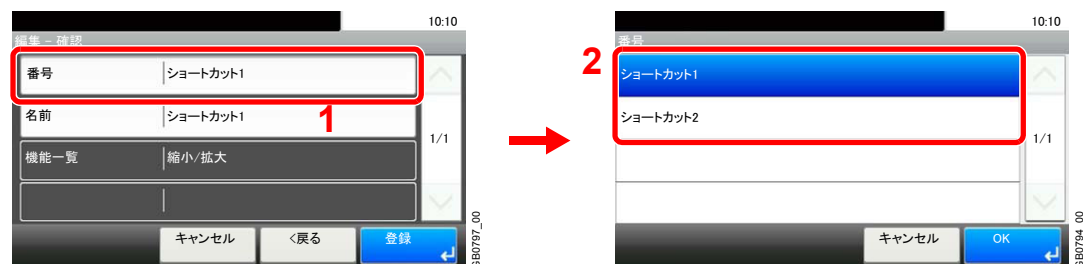 10:10
編集 – 確認
番号 ショートカット1
名前 ショートカット1
1
1/1
機能一覧 縮小/拡大
キャンセル
<戻る
登録
GB0797_00
10:10
番号
2
ショートカット1
ショートカット2
1/1
キャンセル
OK
GB0794_00